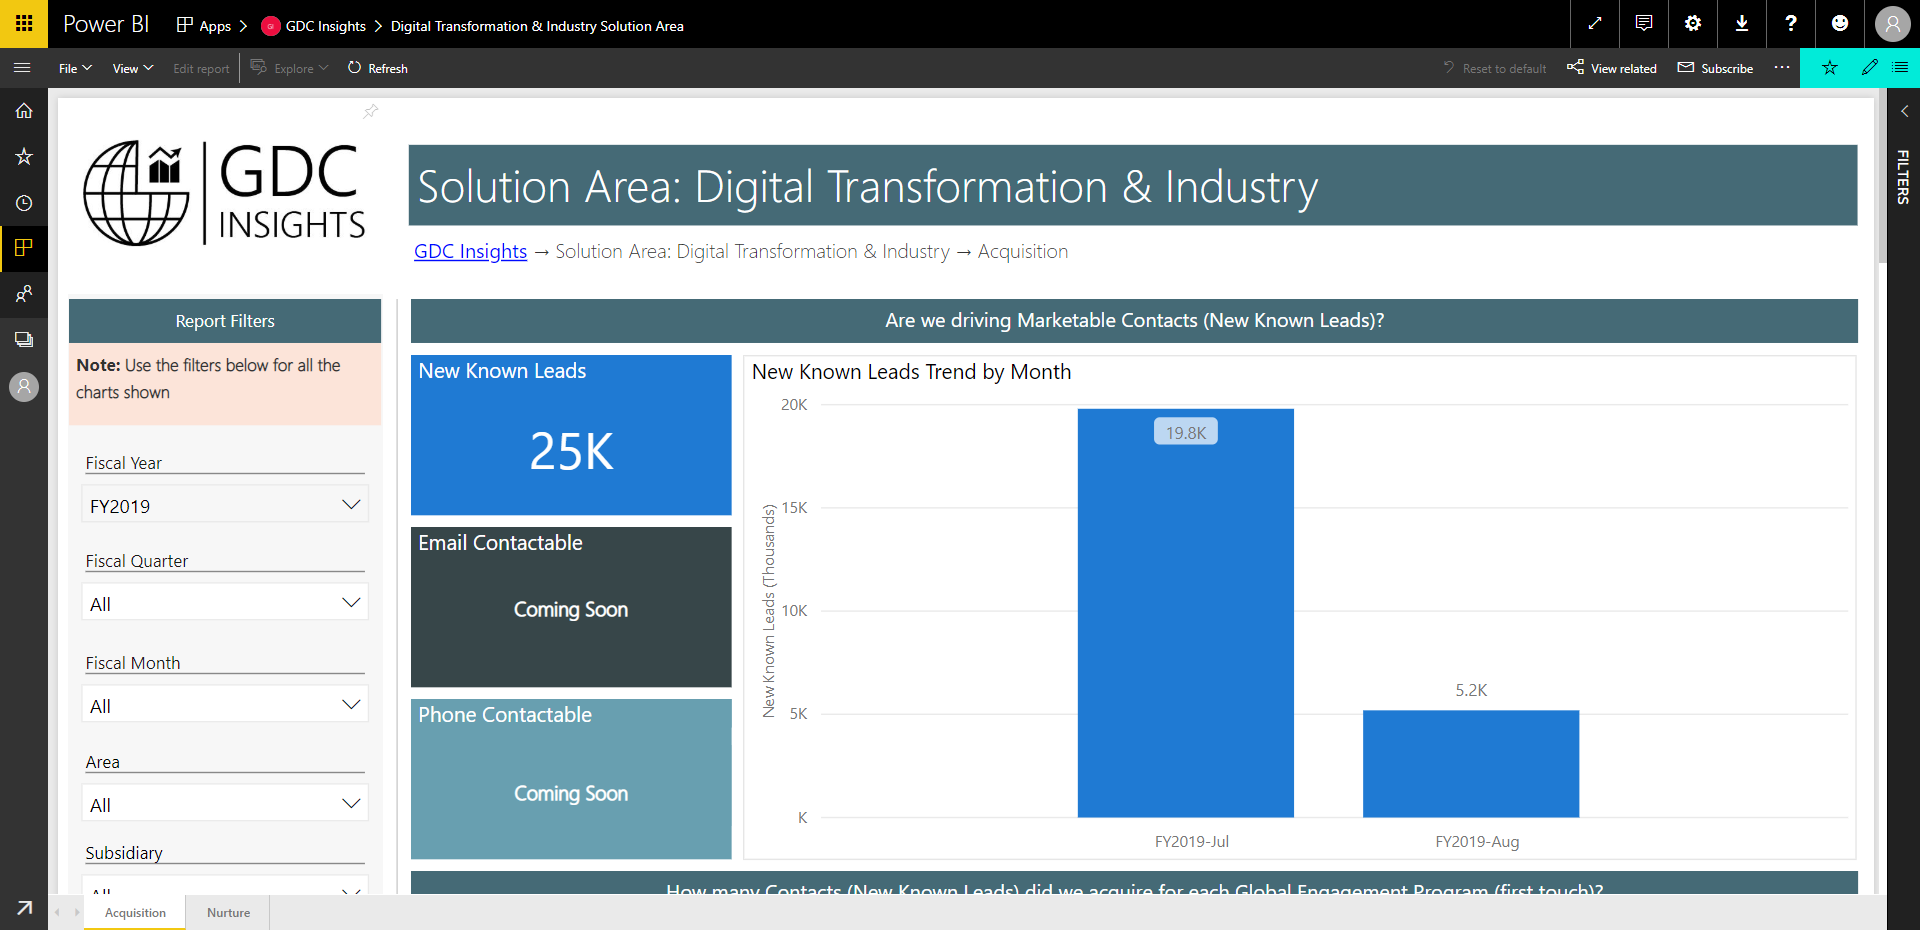 Power BI
Apps
GDC Insights
Digital Transformation & Industry Solution Area
?
File
View
Edit report
Explore
Refresh
Reset to default
View related
Subscribe
FILTERS
GDC
INSIGHTS
Solution Area: Digital Transformation & Industry
GDC Insights → Solution Area: Digital Transformation & Industry → Acquisition
Report Filters
Note: Use the filters below for all the
charts shown
Fiscal Year
FY2019
Fiscal Quarter
All
Fiscal Month
All
Area
All
Subsidiary
All
Are we driving Marketable Contacts (New Known Leads)?
New Known Leads
25K
Email Contactable
Coming Soon
Phone Contactable
Coming Soon
New Known Leads Trend by Month
New Known Leads (Thousands)
20K
15K
10K
5K
K
19.8K
5.2K
FY2019-Jul
FY2019-Aug
How many Contacts (New Known Leads) did we acquire for each Global Engagement Program (first touch)?
Acquisition
Nurture